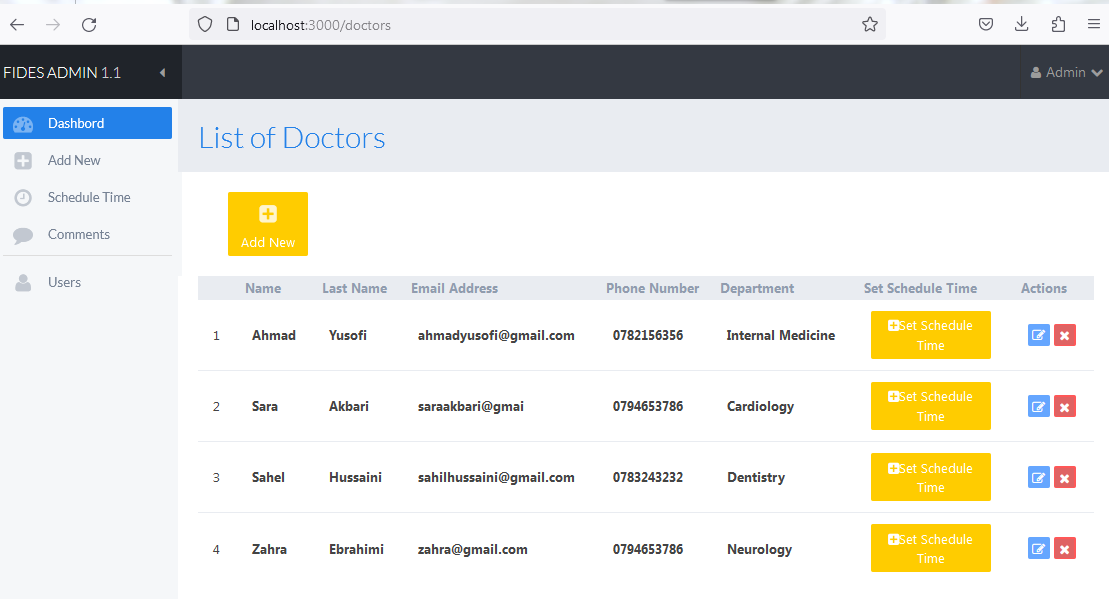 localhost:3000/doctors
FIDES ADMIN 1.1
Admin
Dashbord
Add New
Schedule Time
Comments
Users
List of Doctors
Add New
Name Last Name Email Address Phone Number Department Set Schedule Time Actions
1 Ahmad Yusofi ahmadyusofi@gmail.com 0782156356 Internal Medicine Set Schedule
Time
2 Sara Akbari saraakbari@gmai 0794653786 Cardiology Set Schedule
Time
3 Sahel Hussaini sahilhussaini@gmail.com 0783243232 Dentistry Set Schedule
Time
4 Zahra Ebrahimi zahra@gmail.com 0794653786 Neurology Set Schedule
Time